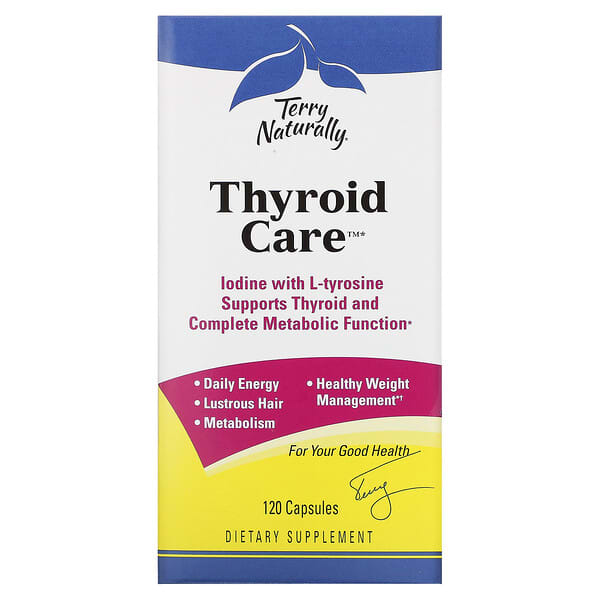 Terry
Naturally®
Thyroid
Care™*
Iodine with L-tyrosine
Supports Thyroid and
Complete Metabolic Function*
• Daily Energy
• Lustrous Hair
• Metabolism
• Healthy Weight
Management*†
For Your Good Health
Terry
120 Capsules
DIETARY SUPPLEMENT